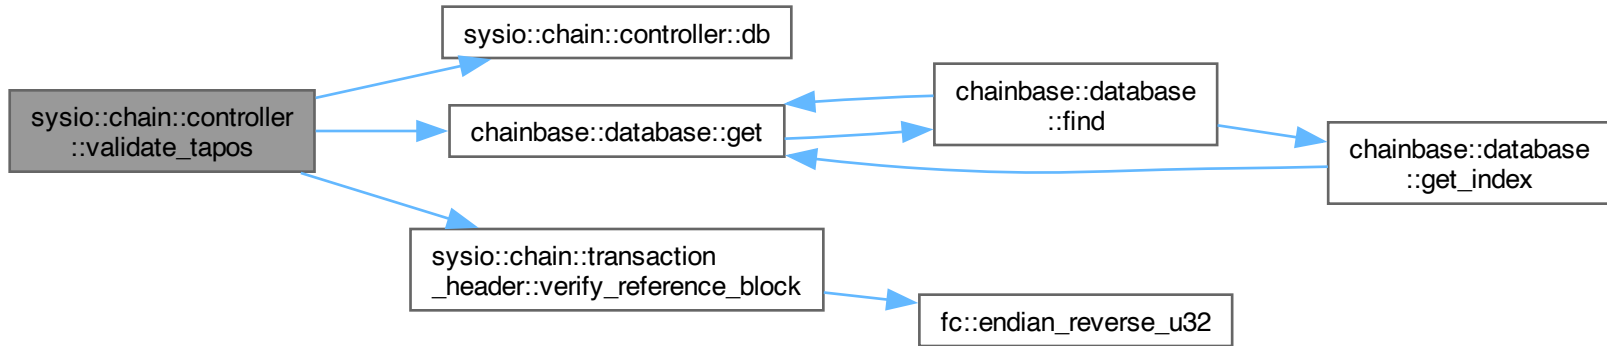 sysio::chain::controller
::validate_tapos
sysio::chain::controller::db
chainbase::database::get
chainbase::database
::find
chainbase::database
::get_index
sysio::chain::transaction
_header::verify_reference_block
fc::endian_reverse_u32